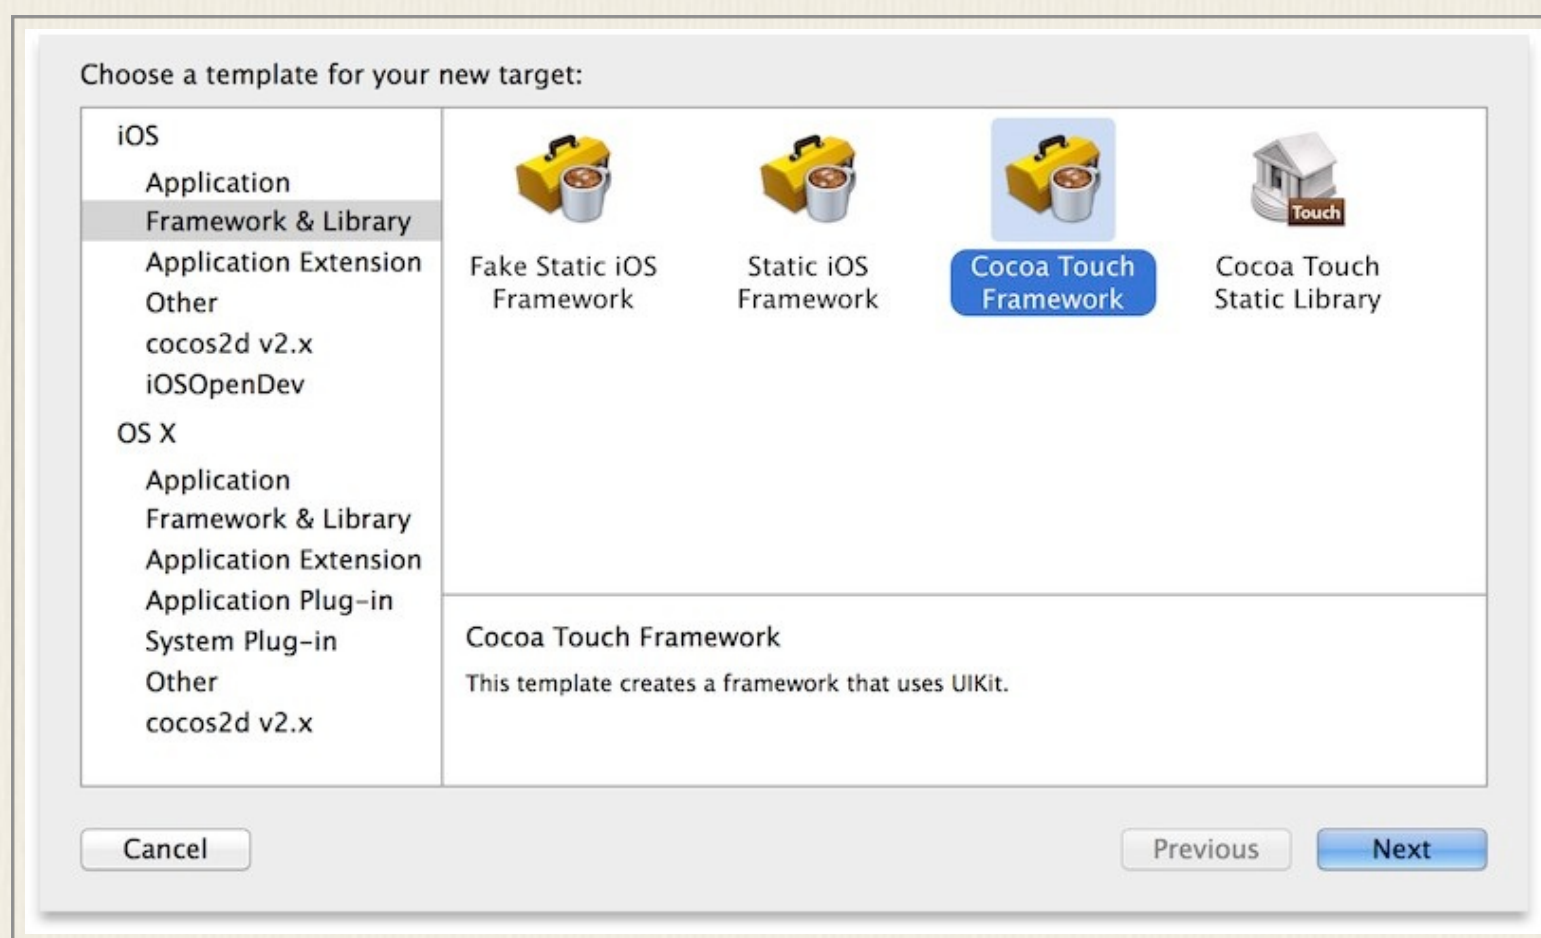 Choose a template for your new target:
iOS
Application
Framework & Library
Application Extension
Other
cocos2d v2.x
iOSOpenDev
OS X
Application
Framework & Library
Application Extension
Application Plug-in
System Plug-in
Other
cocos2d v2.x
Fake Static iOS
Framework
Static iOS
Framework
Cocoa Touch
Framework
Touch
Cocoa Touch
Static Library
Cocoa Touch Framework
This template creates a framework that uses UIKit.
Cancel
Previous
Next